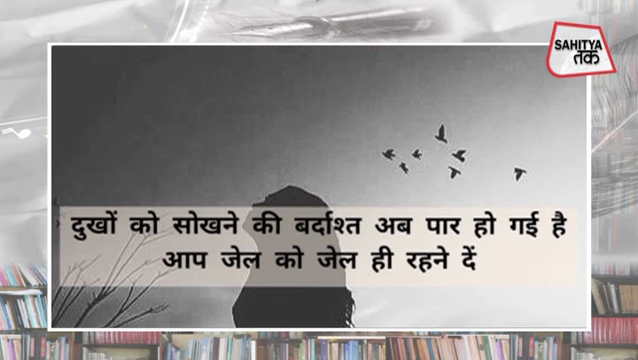 SAHITYA
तक
दुखों को सोखने की बर्दाश्त अब पार हो गई है
आप जेल को जेल ही रहने दें